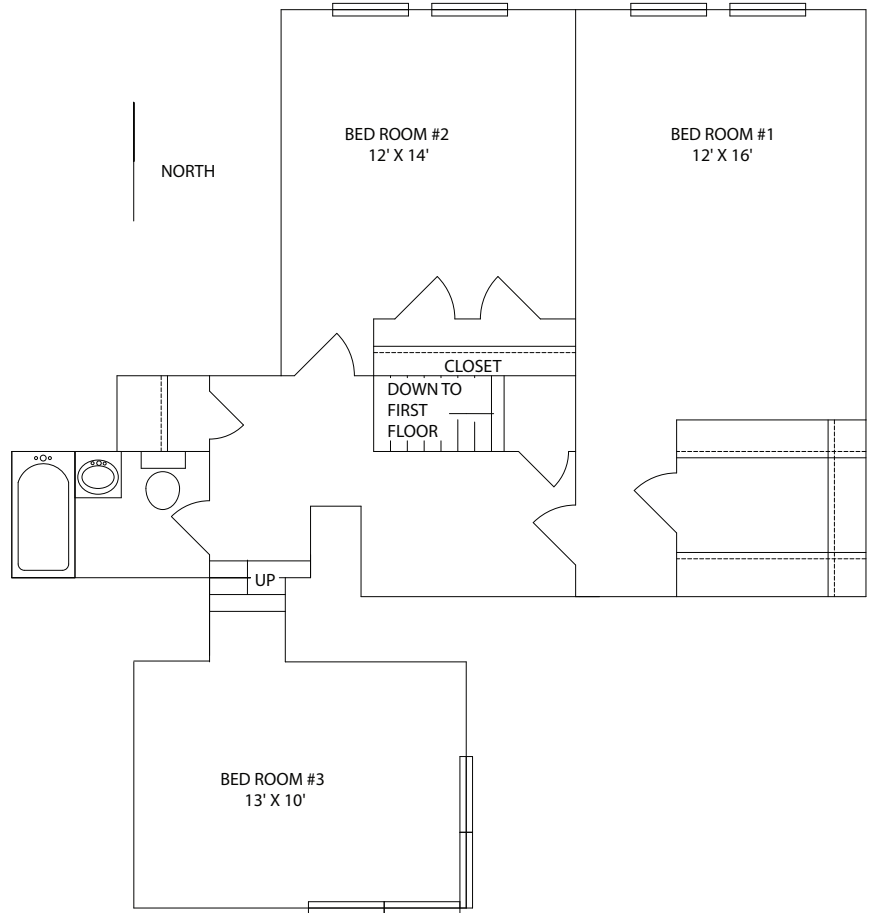 BED ROOM #2
12' X 14'
BED ROOM #1
12' X 16'
NORTH
CLOSET
DOWN TO
FIRST
FLOOR
UP
BED ROOM #3
13' X 10'